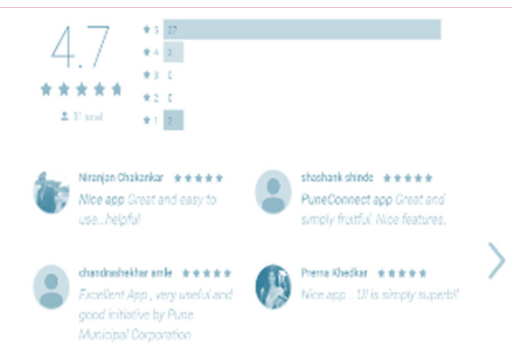 4.7
5 27
4 2
3 0
2 0
1 2
31 total
Niranjan Chakankar
Nice app Great and easy to
use...helpful!
shashank shinde
PuneConnect app Great and
simply fruitful. Nice features.
chandrashekhar amle
Excellent App , very useful and
good initiative by Pune
Municipal Corporation
Prerna Khedkar
Nice app... UI is simply superb!!